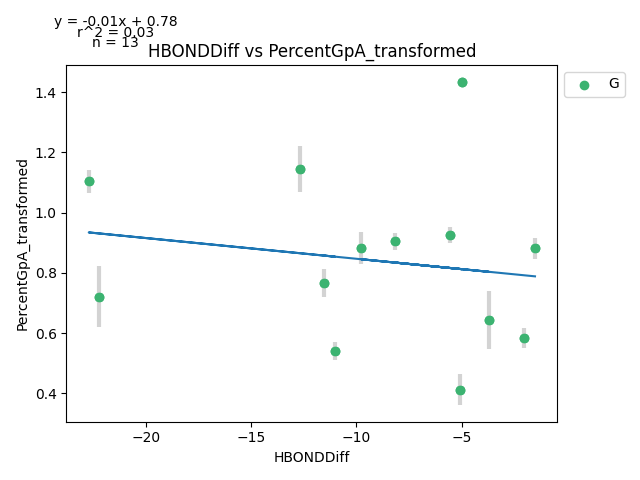 y = -0.01x + 0.78
r^2 = 0.03
n = 13
HBONDDiff vs PercentGpA_transformed
G
PercentGpA_transformed
1.4
1.2
1.0
0.8
0.6
0.4
−20
−15
−10
−5
HBONDDiff